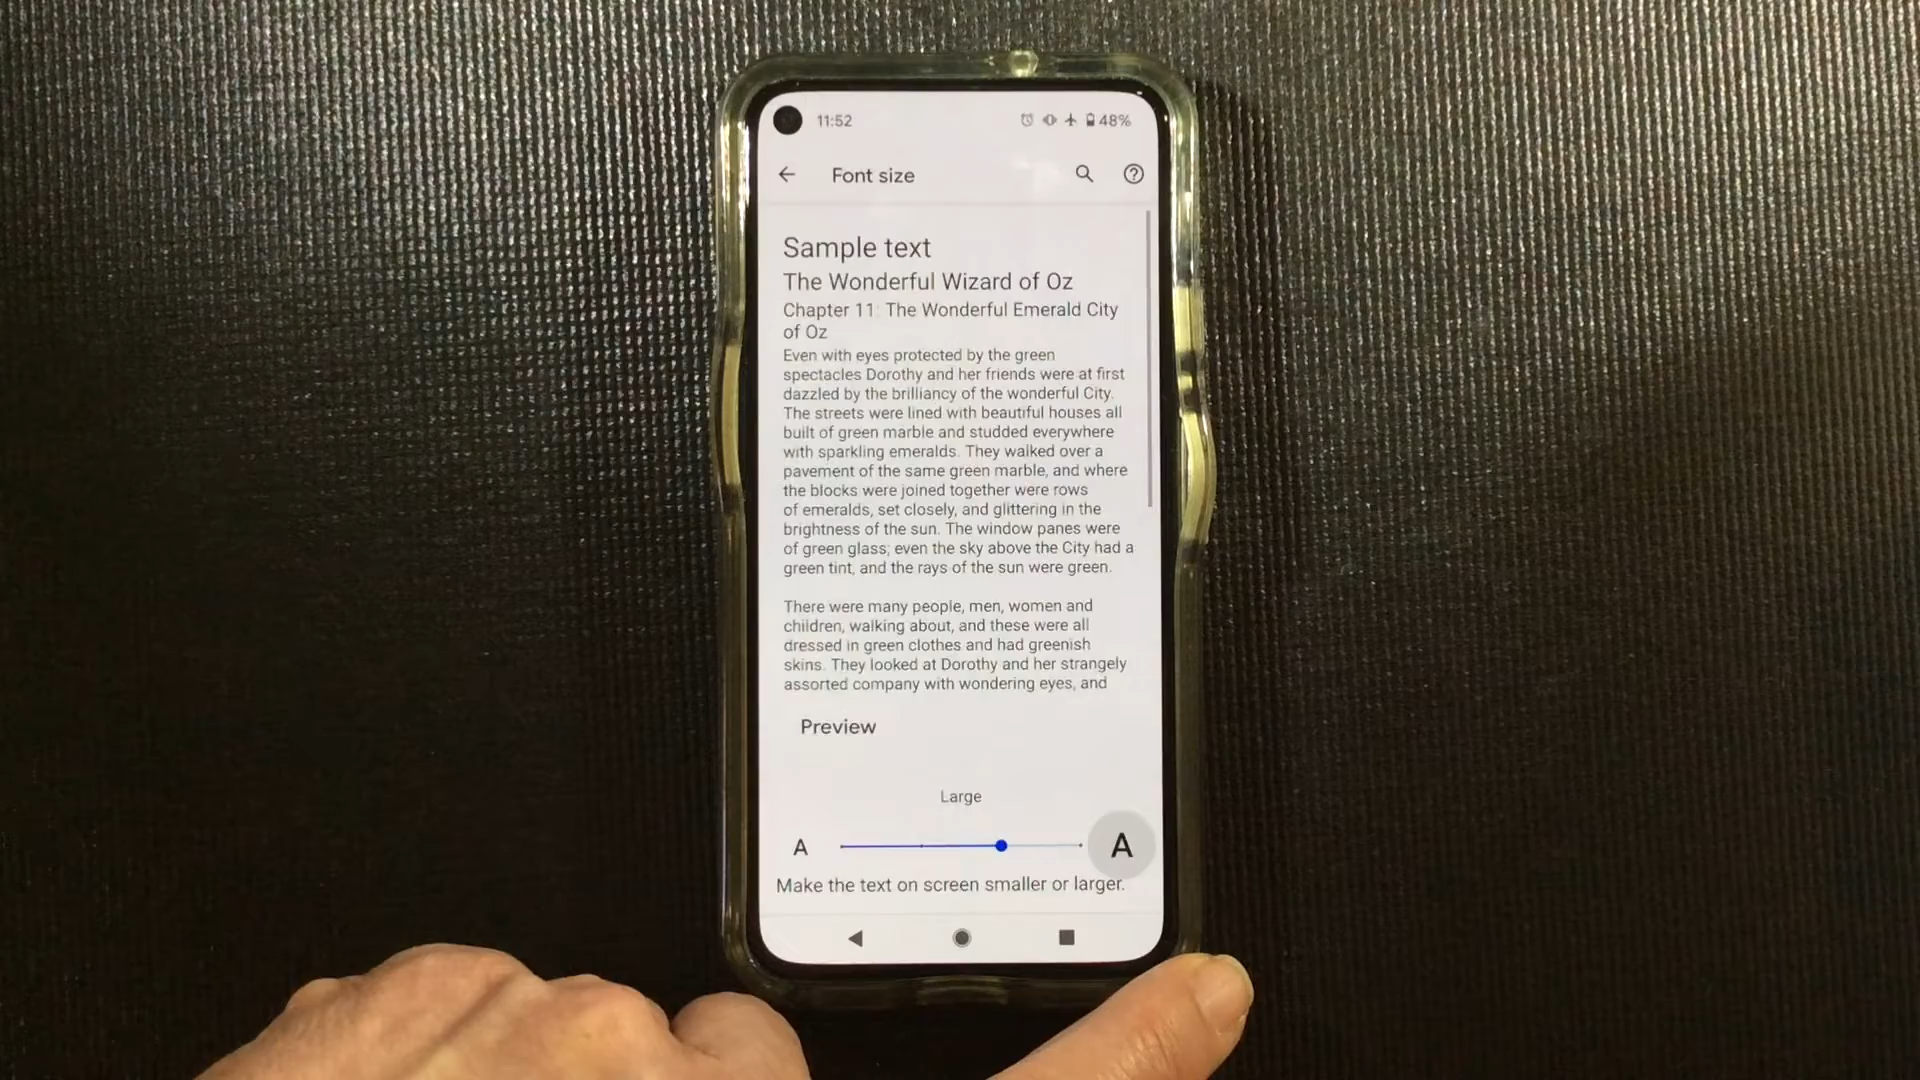 11:52
48%
Font size
Sample text
The Wonderful Wizard of Oz
Chapter 11: The Wonderful Emerald City
of Oz
Even with eyes protected by the green
spectacles Dorothy and her friends were at first
dazzled by the brilliancy of the wonderful City.
The streets were lined with beautiful houses all
built of green marble and studded everywhere
with sparkling emeralds. They walked over a
pavement of the same green marble, and where
the blocks were joined together were rows
of emeralds, set closely, and glittering in the
brightness of the sun. The window panes were
of green glass; even the sky above the City had a
green tint, and the rays of the sun were green.
There were many people, men, women and
children, walking about, and these were all
dressed in green clothes and had greenish
skins. They looked at Dorothy and her strangely
assorted company with wondering eyes, and
Preview
Large
A A
Make the text on screen smaller or larger.